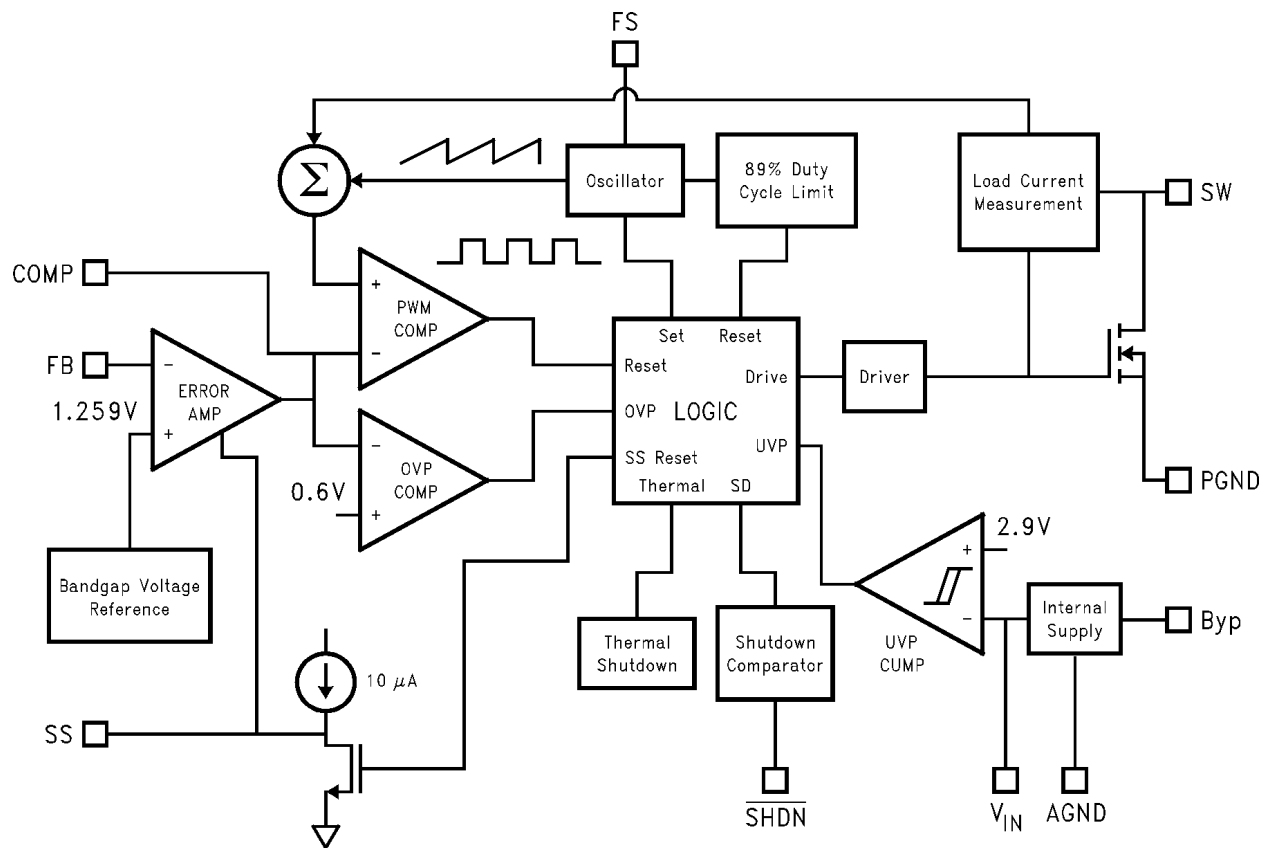 FS
Σ
Oscillator
89% Duty
Cycle Limit
Load Current
Measurement
SW
COMP
+
PWM
COMP
−
Set
Reset
Reset
Drive
Driver
OVP
LOGIC
UVP
SS Reset
Thermal
SD
FB
−
ERROR
AMP
1.259V
+
−
OVP
COMP
0.6V
+
PGND
2.9V
+
−
UVP
CUMP
Internal
Supply
Byp
Bandgap Voltage
Reference
Thermal
Shutdown
Shutdown
Comparator
10 μA
SS
SHDN
VIN
AGND